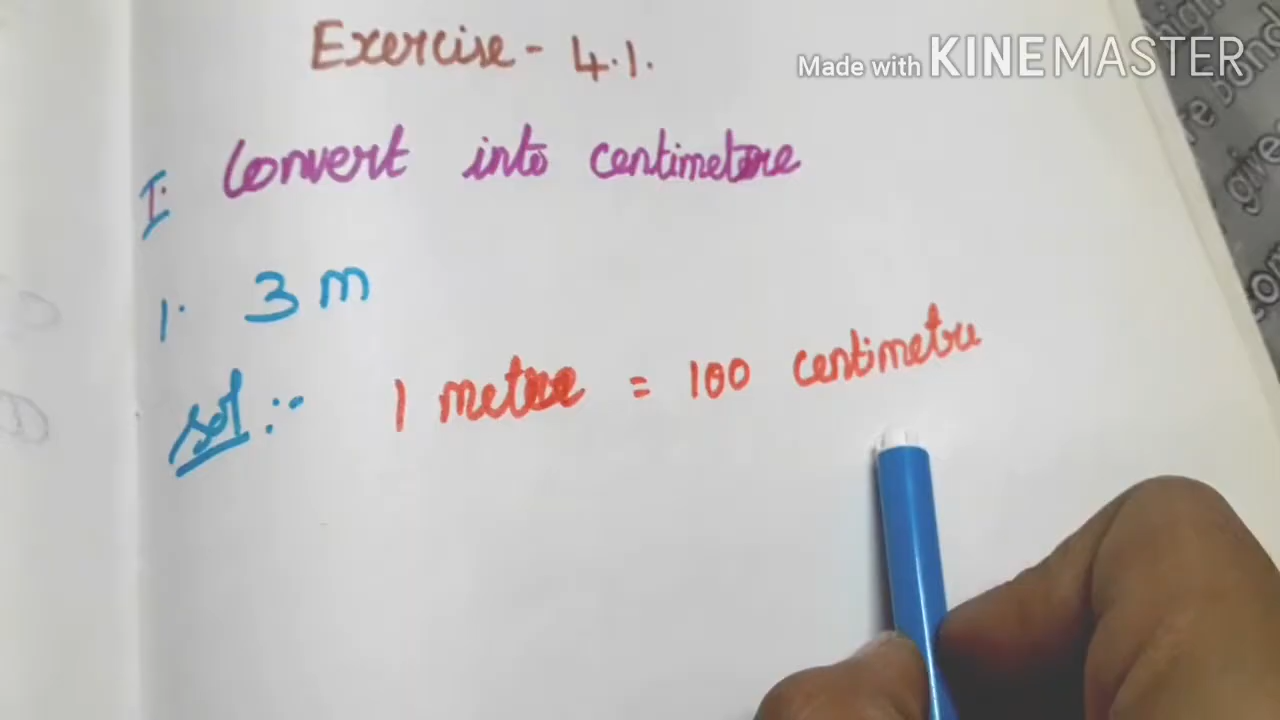 Made with KINEMASTER
Exercise - 4.1.
I. Convert into centimetre
1. 3 m
Sol :- 1 metre = 100 centimetre